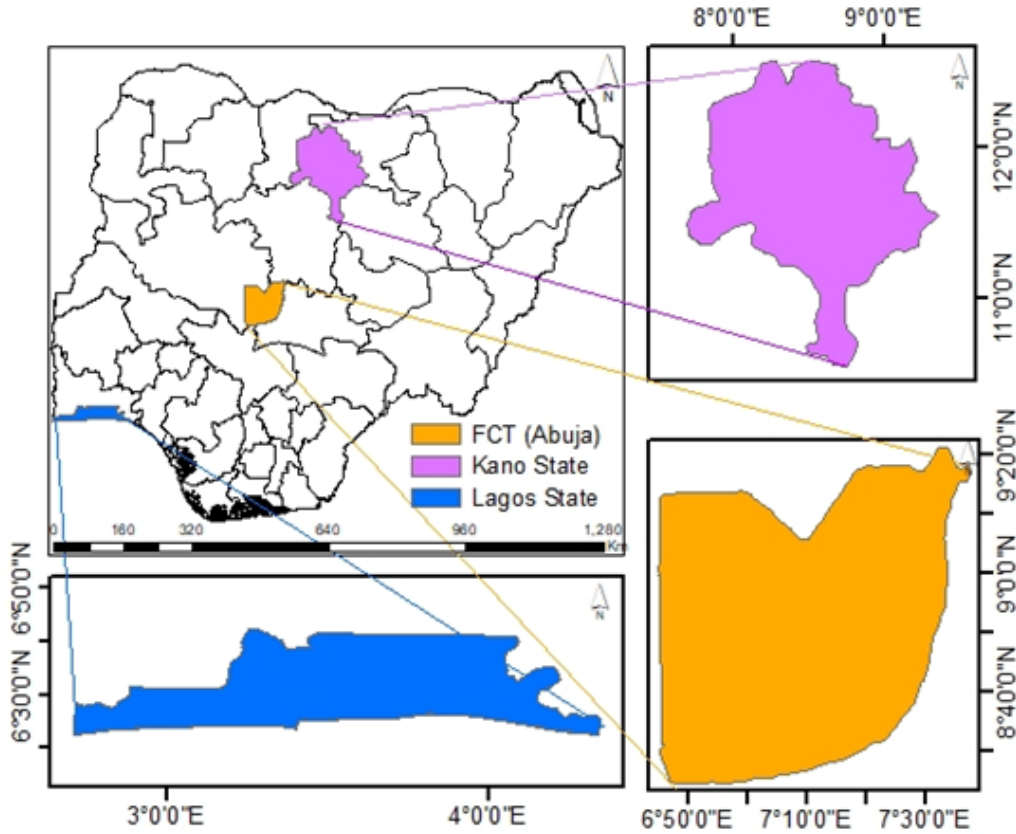 8°0'0"E
9°0'0"E
N
N
12°0'0"N
11°0'0"N
FCT (Abuja)
Kano State
Lagos State
0 160 320 640 960 1,280
Km
N
6°50'0"N
6°30'0"N
3°0'0"E
4°0'0"E
N
9°20'0"N
9°0'0"N
8°40'0"N
6°50'0"E
7°10'0"E
7°30'0"E